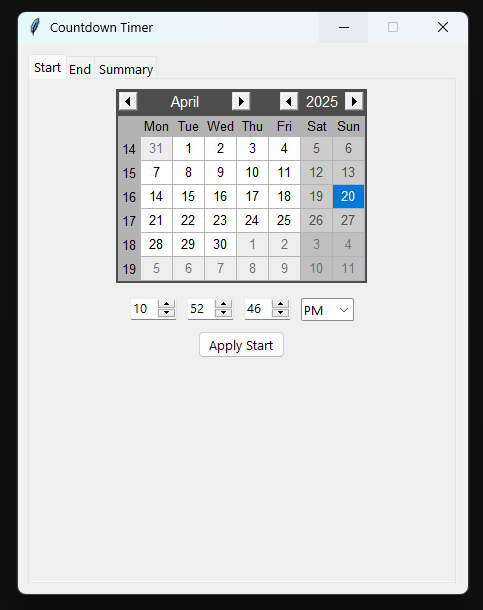 Countdown Timer
Start End Summary
April 2025
Mon Tue Wed Thu Fri Sat Sun
14 31 1 2 3 4 5 6
15 7 8 9 10 11 12 13
16 14 15 16 17 18 19 20
17 21 22 23 24 25 26 27
18 28 29 30 1 2 3 4
19 5 6 7 8 9 10 11
10 52 46 PM
Apply Start